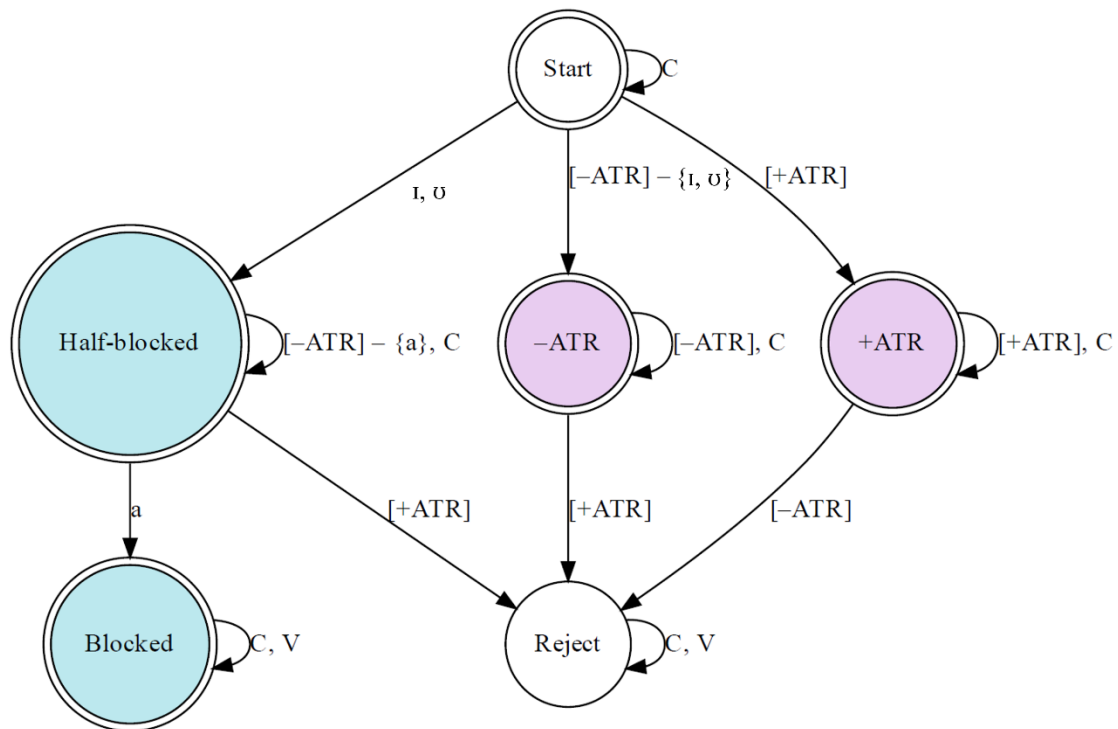 Start
C
ɪ, ʊ
[–ATR] – {ɪ, ʊ}
[+ATR]
Half-blocked
[–ATR] – {a}, C
–ATR
[–ATR], C
+ATR
[+ATR], C
a
[+ATR]
[+ATR]
[–ATR]
Blocked
C, V
Reject
C, V